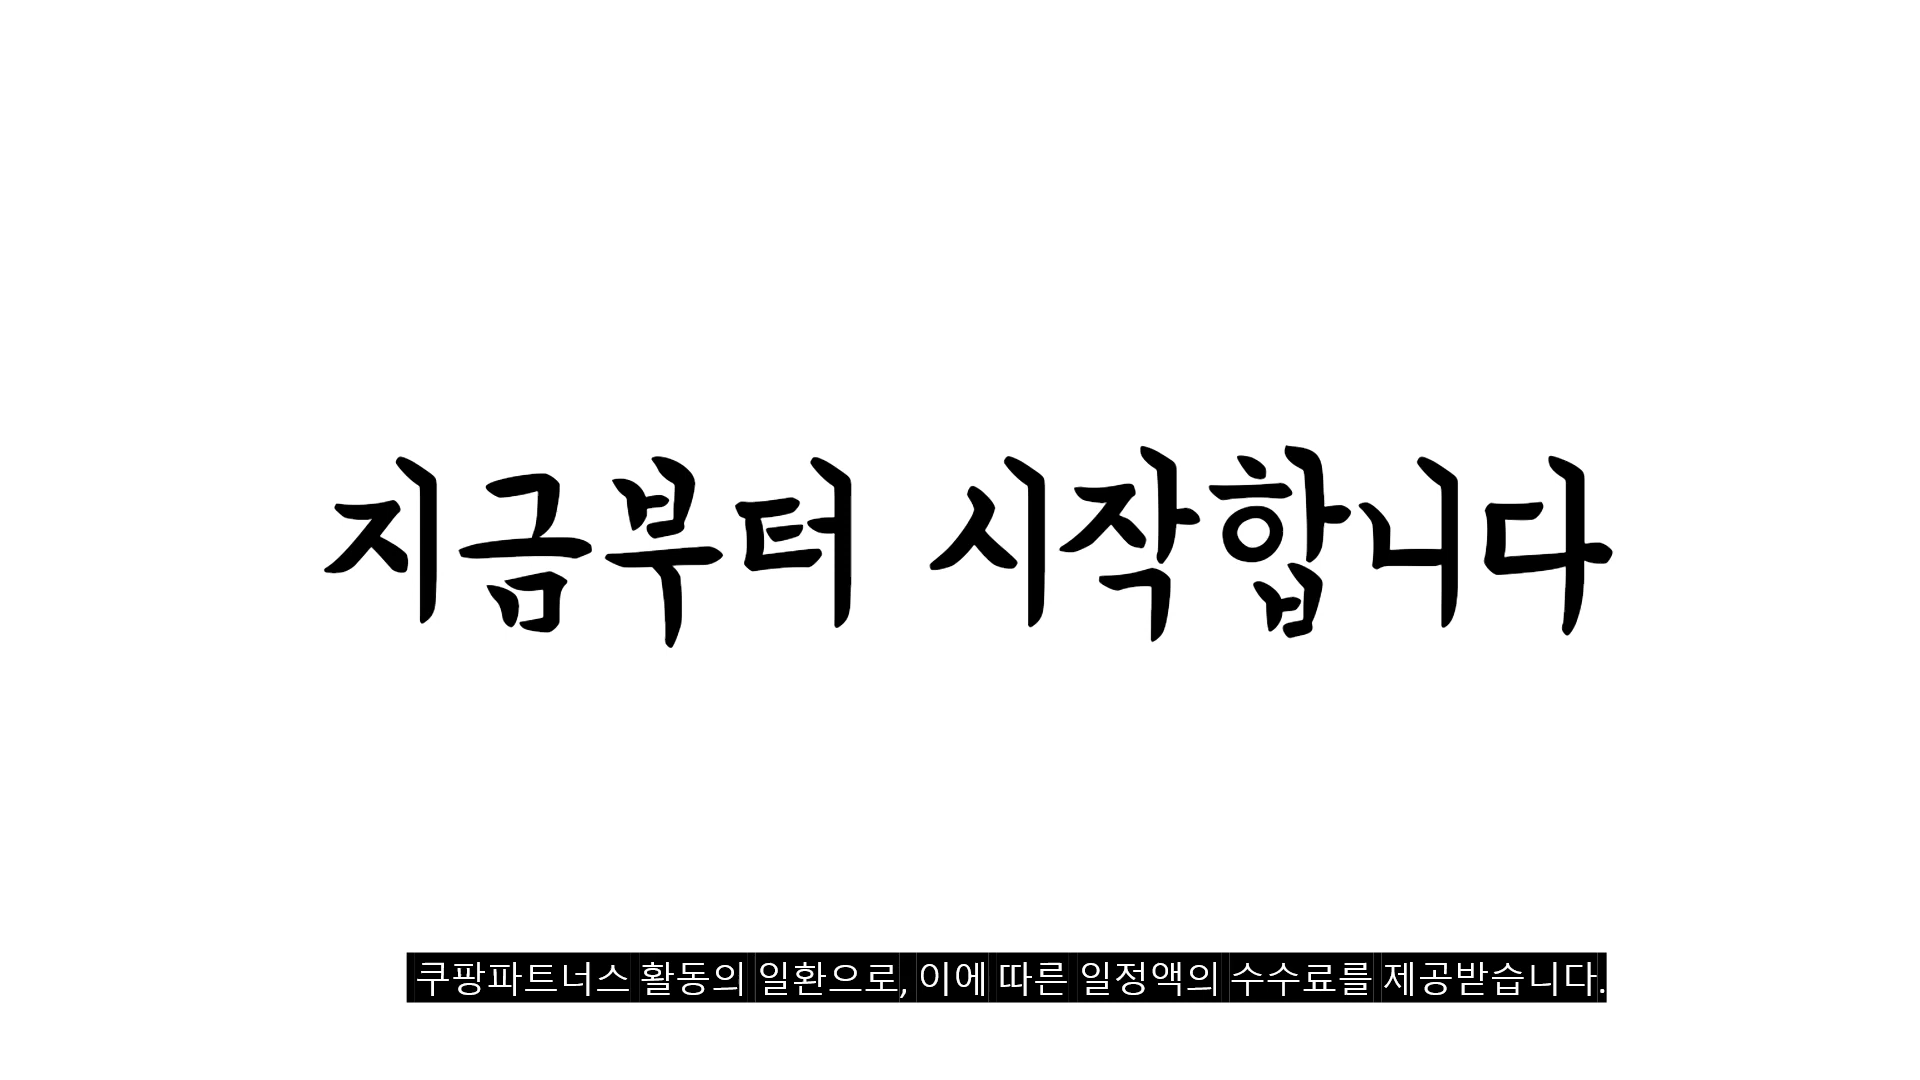 지금부터 시작합니다
쿠팡파트너스 활동의 일환으로, 이에 따른 일정액의 수수료를 제공받습니다.